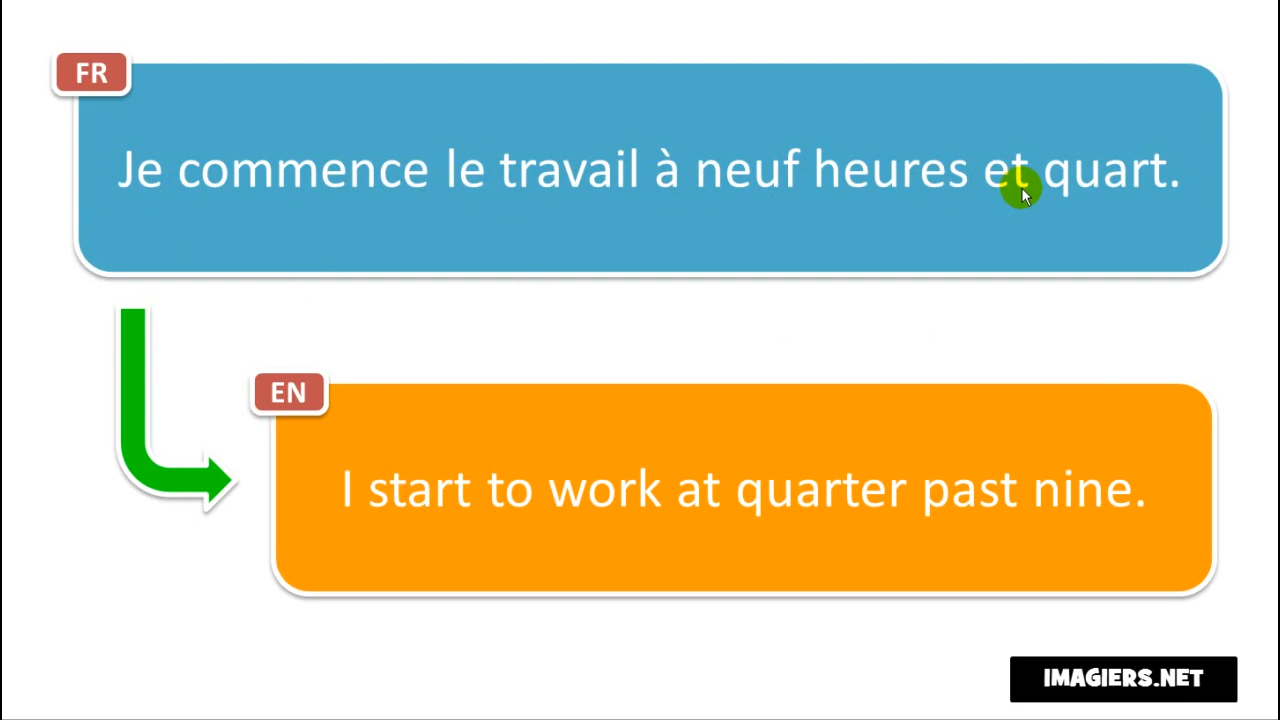 FR
Je commence le travail à neuf heures et quart.
EN
I start to work at quarter past nine.
IMAGIERS.NET